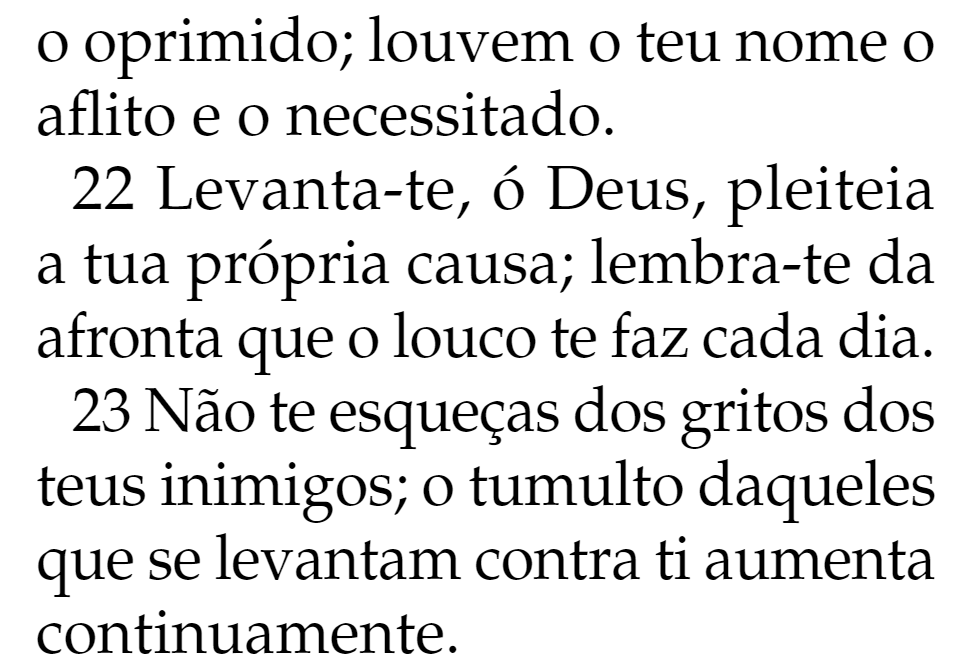 o oprimido; louvem o teu nome o
aflito e o necessitado.
22 Levanta-te, ó Deus, pleiteia
a tua própria causa; lembra-te da
afronta que o louco te faz cada dia.
23 Não te esqueças dos gritos dos
teus inimigos; o tumulto daqueles
que se levantam contra ti aumenta
continuamente.